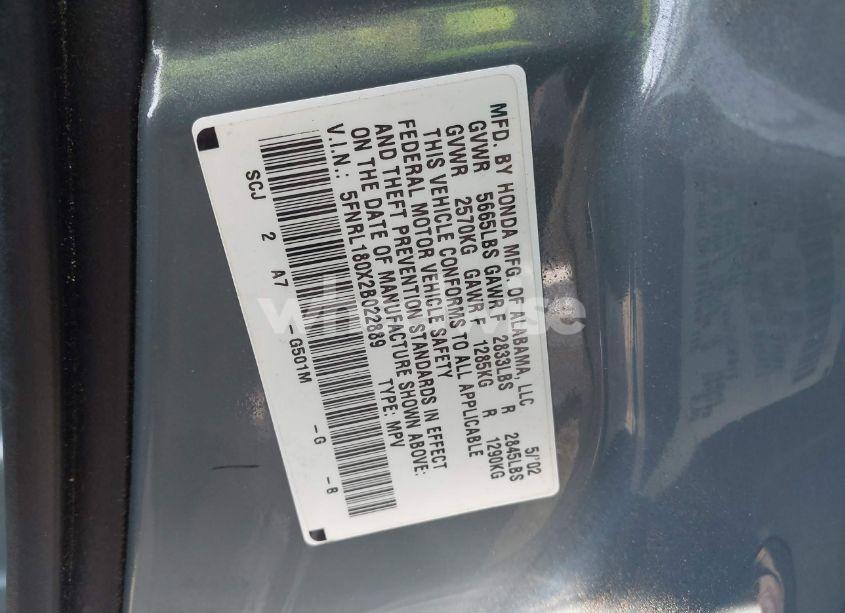 MFD. BY HONDA MFG. OF ALABAMA, LLC 5/'02
GVWR 5665LBS GAWR F 2833LBS R 2845LBS
GVWR 2570KG GAWR F 1285KG R 1290KG
THIS VEHICLE CONFORMS TO ALL APPLICABLE
FEDERAL MOTOR VEHICLE SAFETY
AND THEFT PREVENTION STANDARDS IN EFFECT
ON THE DATE OF MANUFACTURE SHOWN ABOVE:
V.I.N.: 5FNRL180X2B022889 TYPE: MPV
SCJ 2 A7 -G501M -G -B